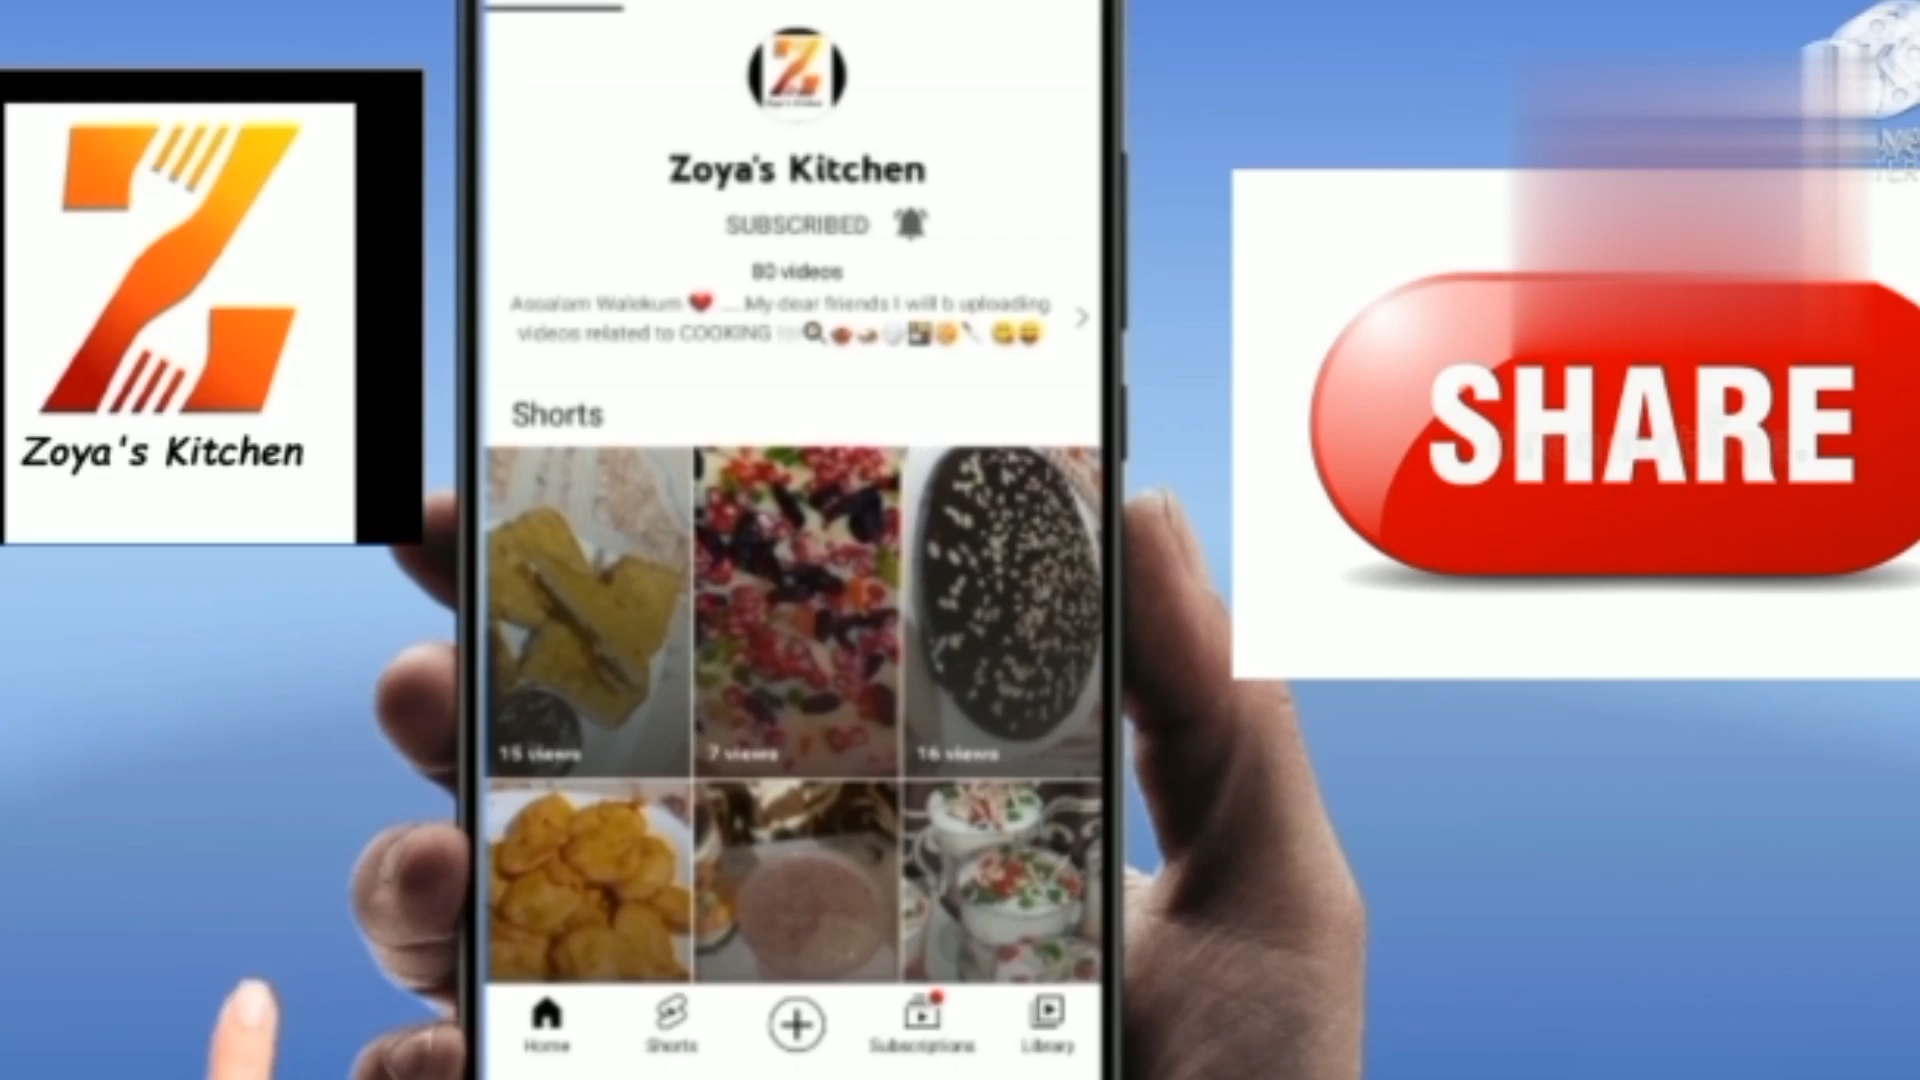 Zoya's Kitchen
Zoya's Kitchen
SUBSCRIBED
80 videos
Assalam Walekum ❤️ ....My dear friends I will b uploading
videos related to COOKING
Shorts
15 views
7 views
16 views
Home
Shorts
Subscriptions
Library
SHARE